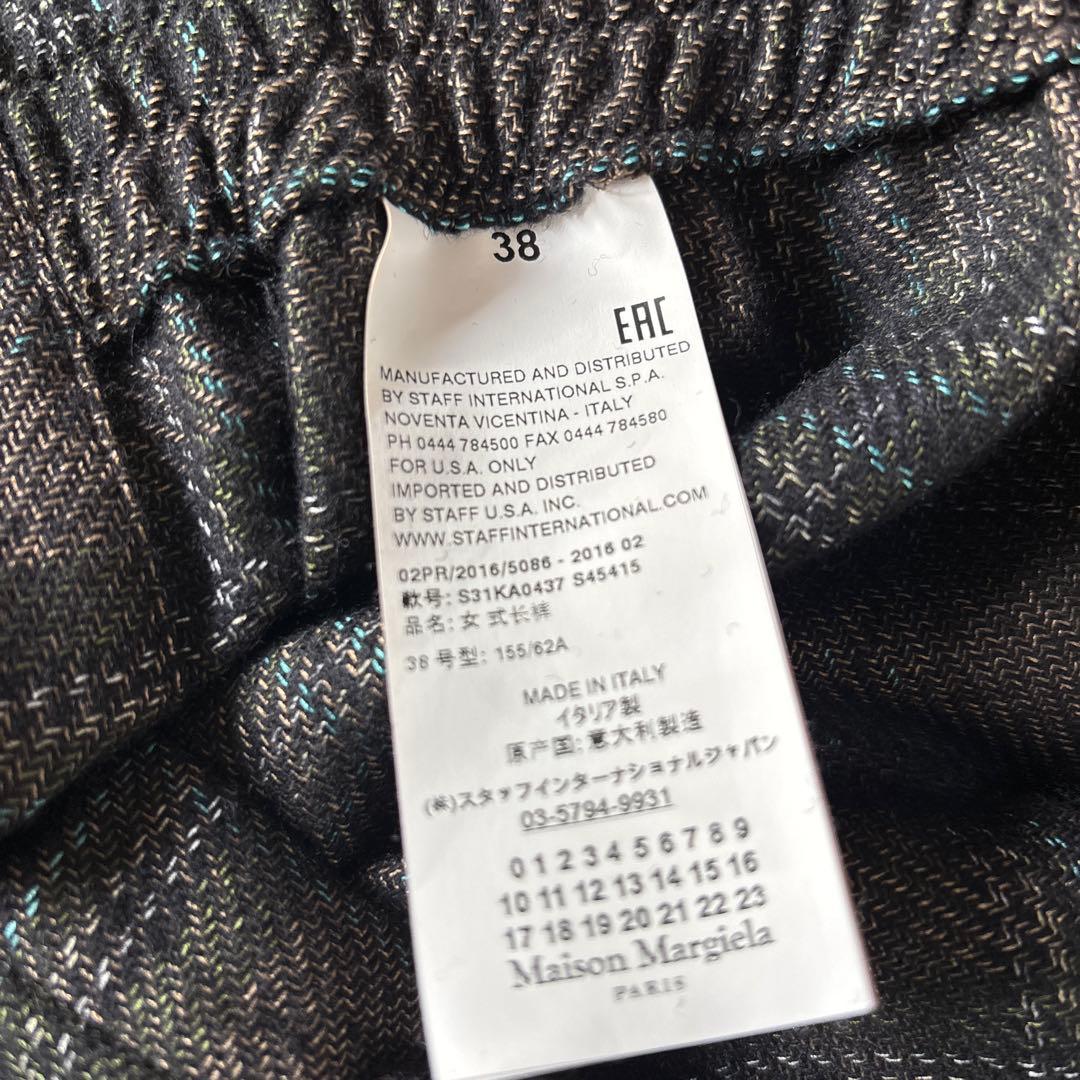 38
EAC
MANUFACTURED AND DISTRIBUTED
BY STAFF INTERNATIONAL S.P.A.
NOVENTA VICENTINA - ITALY
PH 0444 784500 FAX 0444 784580
FOR U.S.A. ONLY
IMPORTED AND DISTRIBUTED
BY STAFF U.S.A. INC.
WWW.STAFFINTERNATIONAL.COM
02PR/2016/5086 - 2016 02
款号: S31KA0437 S45415
品名: 女 式长裤
38 号型: 155/62A
MADE IN ITALY
イタリア製
原产国: 意大利製造
(株)スタッフインターナショナルジャパン
03-5794-9931
0 1 2 3 4 5 6 7 8 9
10 11 12 13 14 15 16
17 18 19 20 21 22 23
Maison Margiela
PARIS